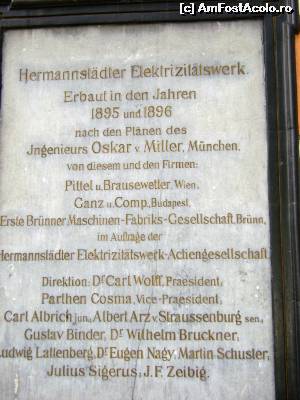 (c) AmFostAcolo.ro
Hermannstädter Elektrizitätswerk.
Erbaut in den Jahren
1895 und 1896
nach den Plänen des
Jngenieurs Oskar v. Miller, München,
von diesem und den Firmen:
Pittel u. Brausewetter, Wien,
Ganz u. Comp, Budapest,
Erste Brünner Maschinen-Fabriks-Gesellschaft, Brünn,
im Auftrage der
Hermannstädter Elektrizitätswerk-Actiengesellschaft.
Direktion: Dr. Carl Wolff, Praesident,
Parthen Cosma, Vice-Praesident,
Carl Albrich jun., Albert Arz v. Straussenburg sen.,
Gustav Binder, Dr. Wilhelm Bruckner,
Ludwig Lattenberg, Dr. Eugen Nagy, Martin Schuster,
Julius Sigerus, J. F. Zeibig.